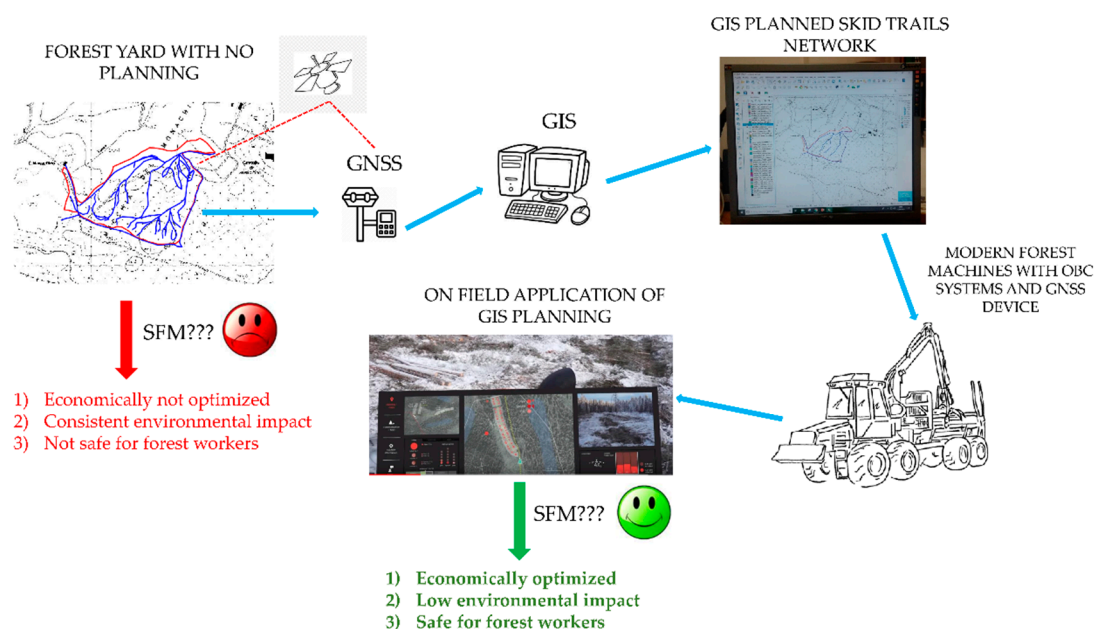 FOREST YARD WITH NO
PLANNING
GNSS
GIS
GIS PLANNED SKID TRAILS
NETWORK
MODERN FOREST
MACHINES WITH OBC
SYSTEMS AND GNSS
DEVICE
ON FIELD APPLICATION OF
GIS PLANNING
SFM???
1) Economically not optimized
2) Consistent environmental impact
3) Not safe for forest workers
SFM???
1) Economically optimized
2) Low environmental impact
3) Safe for forest workers